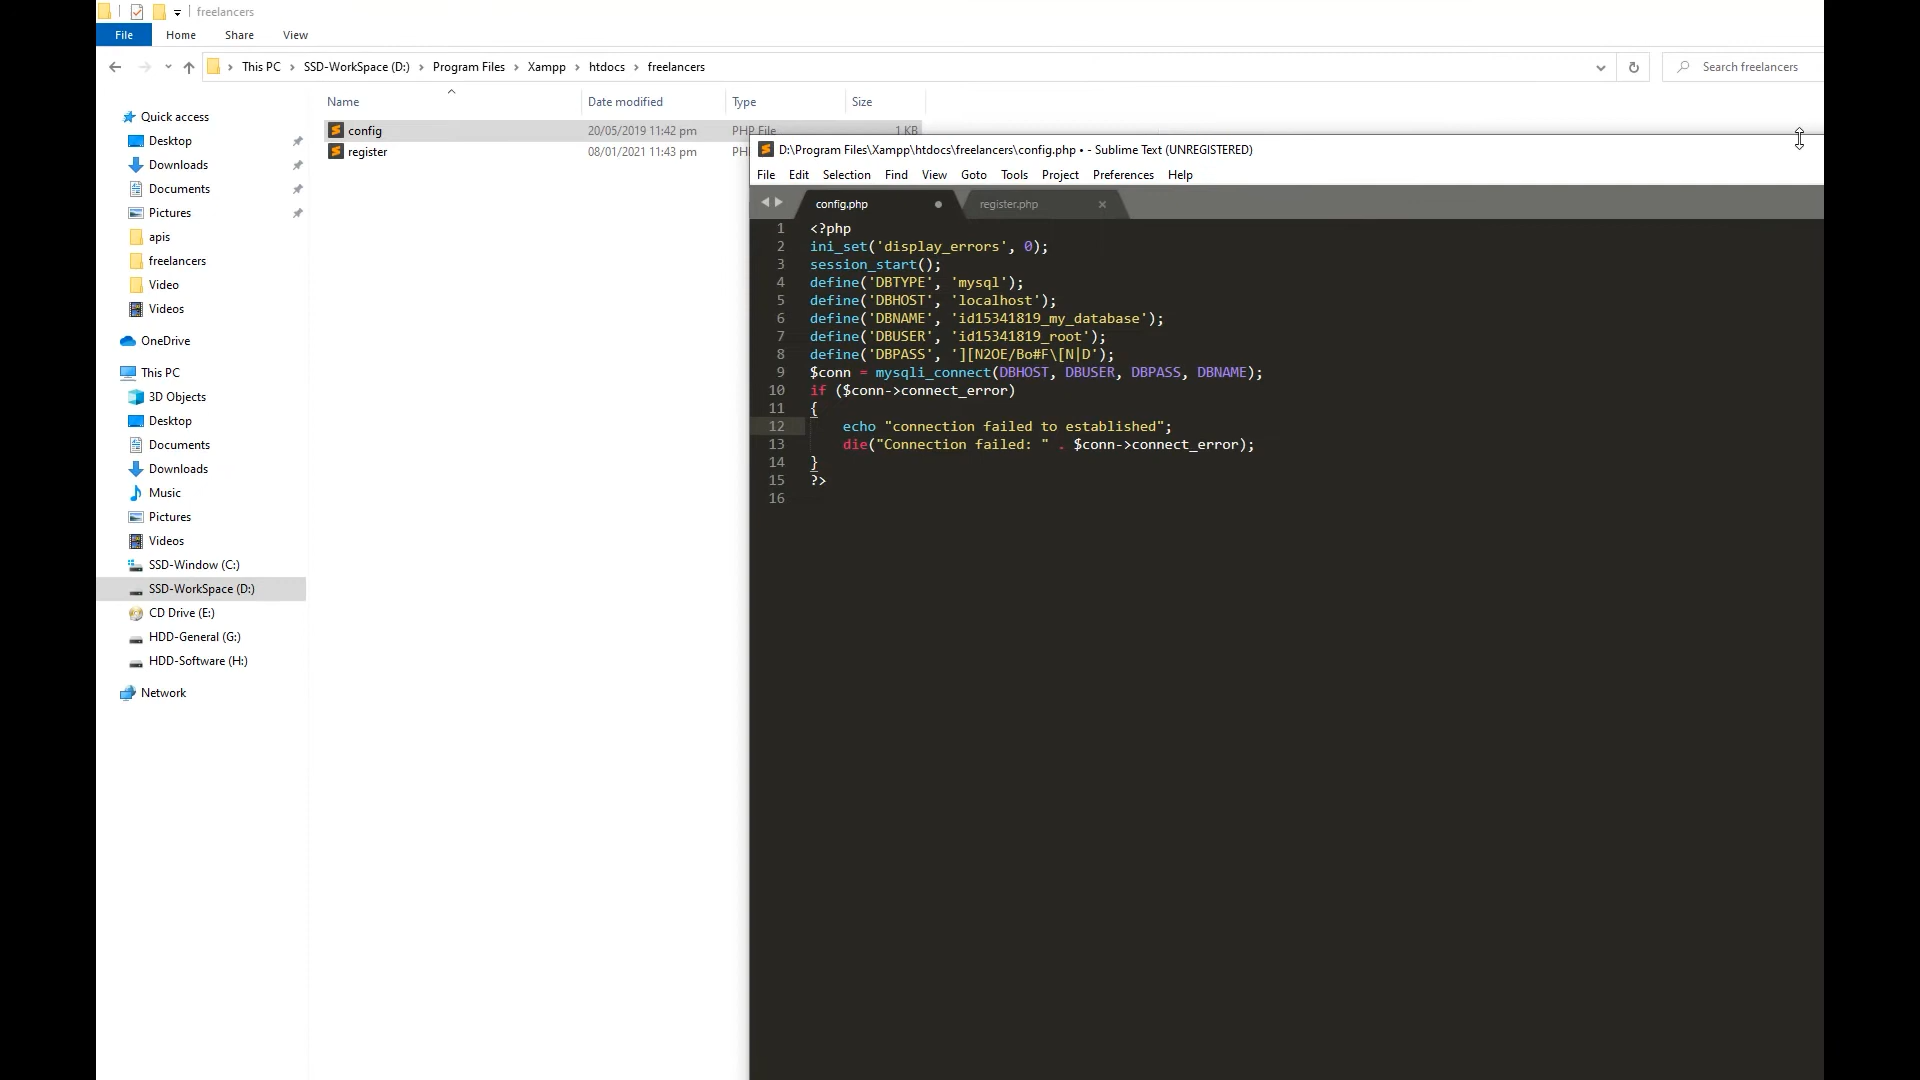 freelancers
File Home Share View
This PC > SSD-WorkSpace (D:) > Program Files > Xampp > htdocs > freelancers
Search freelancers
Name Date modified Type Size
config 20/05/2019 11:42 pm PHP File 1 KB
register 08/01/2021 11:43 pm
Quick access
Desktop
Downloads
Documents
Pictures
apis
freelancers
Video
Videos
OneDrive
This PC
3D Objects
Desktop
Documents
Downloads
Music
Pictures
Videos
SSD-Window (C:)
SSD-WorkSpace (D:)
CD Drive (E:)
HDD-General (G:)
HDD-Software (H:)
Network
D:\Program Files\Xampp\htdocs\freelancers\config.php • - Sublime Text (UNREGISTERED)
File Edit Selection Find View Goto Tools Project Preferences Help
config.php register.php
1 <?php
2 ini_set('display_errors', 0);
3 session_start();
4 define('DBTYPE', 'mysql');
5 define('DBHOST', 'localhost');
6 define('DBNAME', 'id15341819_my_database');
7 define('DBUSER', 'id15341819_root');
8 define('DBPASS', '][N2OE/Bo#F\[N|D');
9 $conn = mysqli_connect(DBHOST, DBUSER, DBPASS, DBNAME);
10 if ($conn->connect_error)
11 {
12 echo "connection failed to established";
13 die("Connection failed: " . $conn->connect_error);
14 }
15 ?>
16